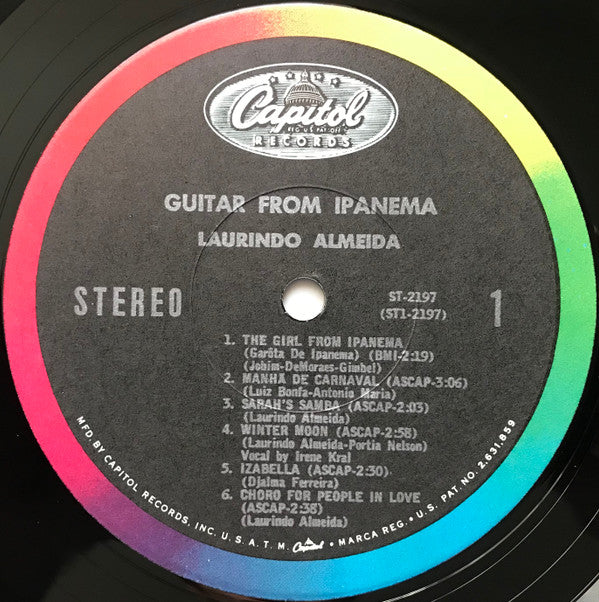 Capitol
REG. U.S. PAT. OFF.
RECORDS
GUITAR FROM IPANEMA
LAURINDO ALMEIDA
STEREO
ST-2197
(ST1-2197)
1
1. THE GIRL FROM IPANEMA
(Garôta De Ipanema) (BMI-2:19)
(Jobim-DeMoraes-Gimbel)
2. MANHÃ DE CARNAVAL (ASCAP-3:06)
(Luiz Bonfa-Antonio Maria)
3. SARAH'S SAMBA (ASCAP-2:03)
(Laurindo Almeida)
4. WINTER MOON (ASCAP-2:58)
(Laurindo Almeida-Portia Nelson)
Vocal by Irene Kral
5. IZABELLA (ASCAP-2:30)
(Djalma Ferreira)
6. CHORO FOR PEOPLE IN LOVE
(ASCAP-2:38)
(Laurindo Almeida)
MFD. BY CAPITOL RECORDS, INC. U.S.A. T.M. Capitol • MARCA REG. • U.S. PAT. NO. 2,631,859